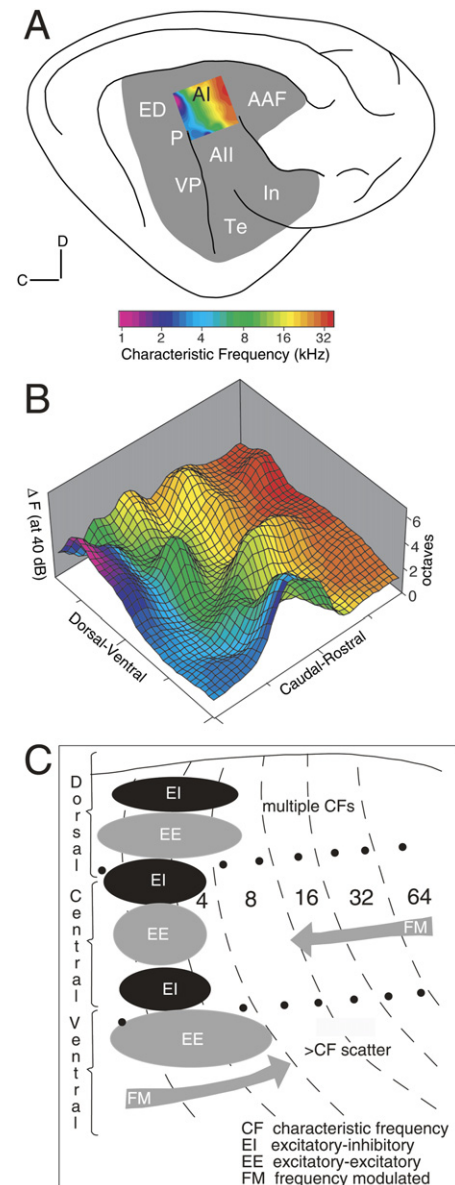 A
ED
AI
AAF
P
AII
VP
In
Te
D
C
1 2 4 8 16 32
Characteristic Frequency (kHz)
B
Δ F (at 40 dB)
6
4
2
0
octaves
Dorsal-Ventral
Caudal-Rostral
C
Dorsal
EI
multiple CFs
EE
EI
Central
4 8 16 32 64
EE
FM
EI
Ventral
EE
>CF scatter
FM
CF characteristic frequency
EI excitatory-inhibitory
EE excitatory-excitatory
FM frequency modulated